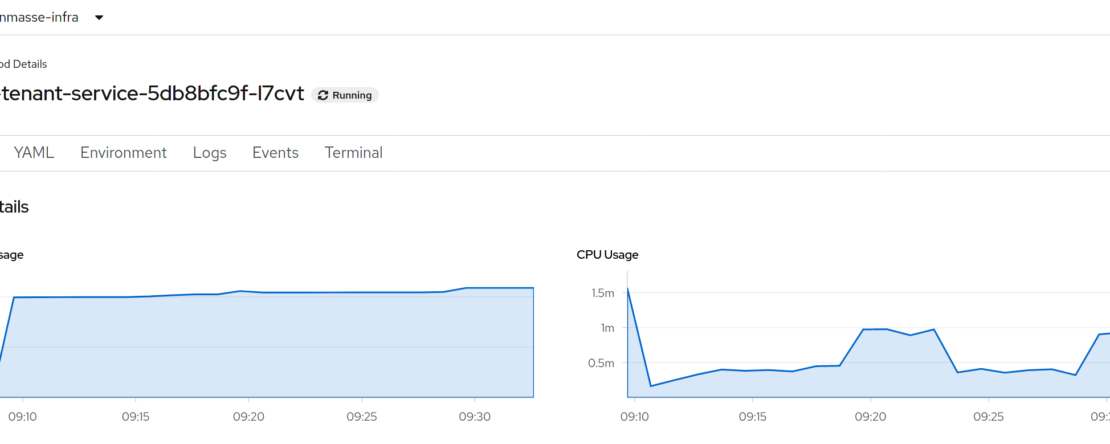 nmasse-infra
od Details
-tenant-service-5db8bfc9f-l7cvt Running
YAML Environment Logs Events Terminal
tails
sage
CPU Usage
1.5m
1m
0.5m
09:10 09:15 09:20 09:25 09:30
09:10 09:15 09:20 09:25 09:3